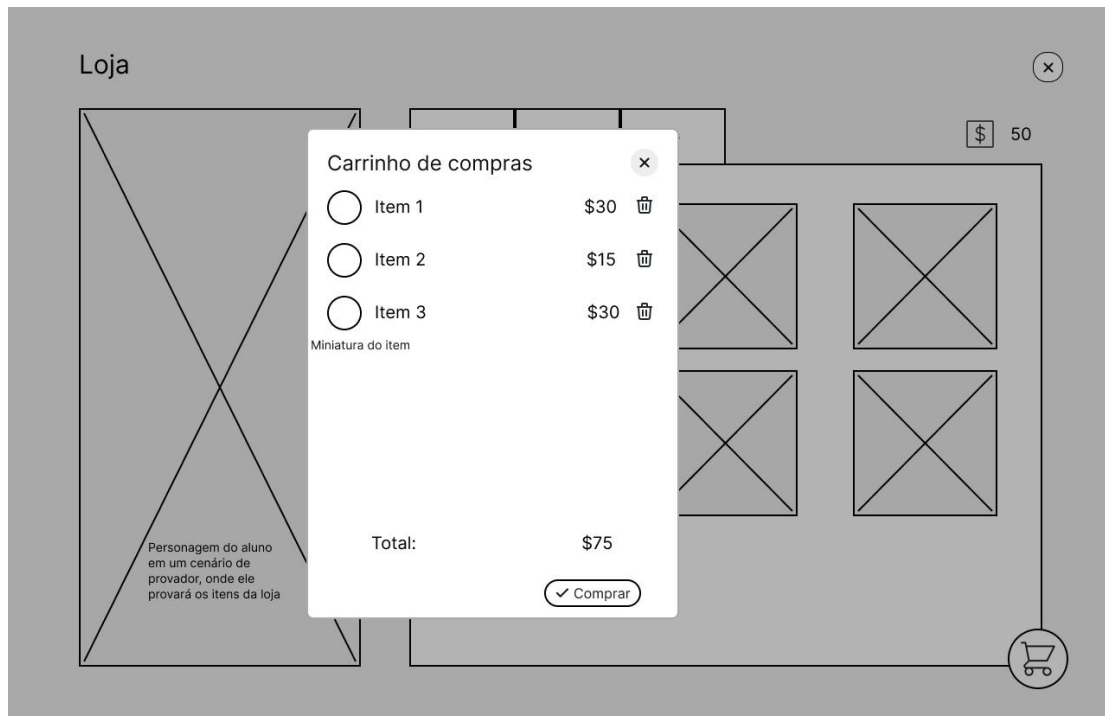 Loja
$ 50
Carrinho de compras
Item 1 $30
Item 2 $15
Item 3 $30
Miniatura do item
Total: $75
Comprar
Personagem do aluno
em um cenário de
provador, onde ele
provará os itens da loja